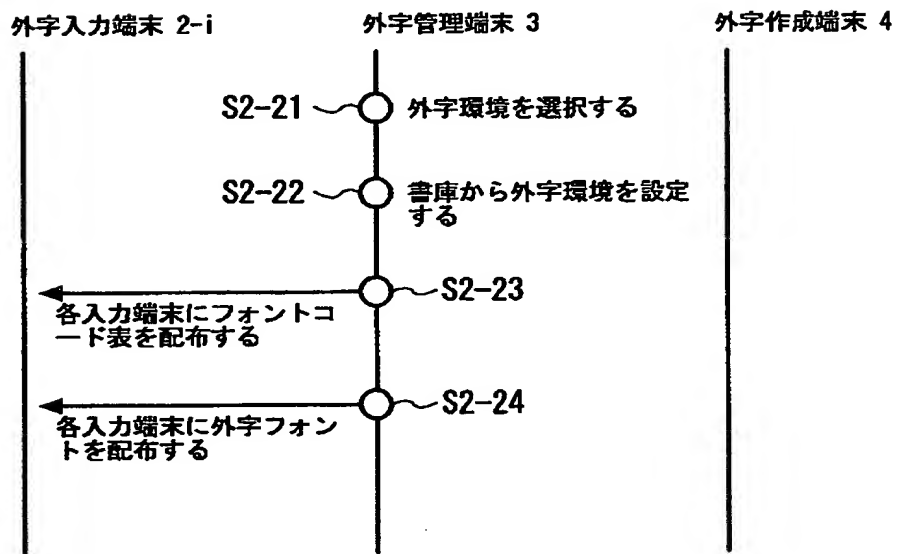 外字入力端末 2-i
外字管理端末 3
外字作成端末 4
S2-21
外字環境を選択する
S2-22
書庫から外字環境を設定
する
S2-23
各入力端末にフォントコ
ード表を配布する
S2-24
各入力端末に外字フォン
トを配布する